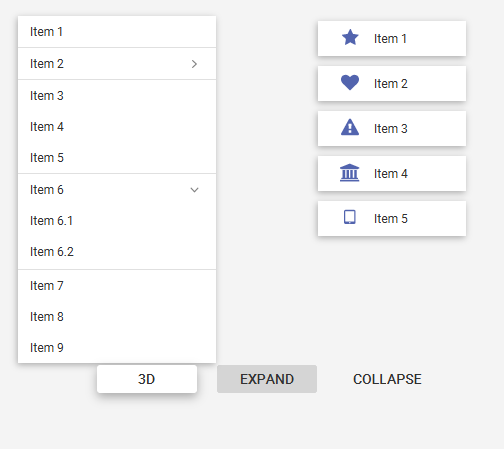 Item 1
Item 2
Item 3
Item 4
Item 5
Item 6
Item 6.1
Item 6.2
Item 7
Item 8
Item 9
Item 1
Item 2
Item 3
Item 4
Item 5
3D EXPAND COLLAPSE